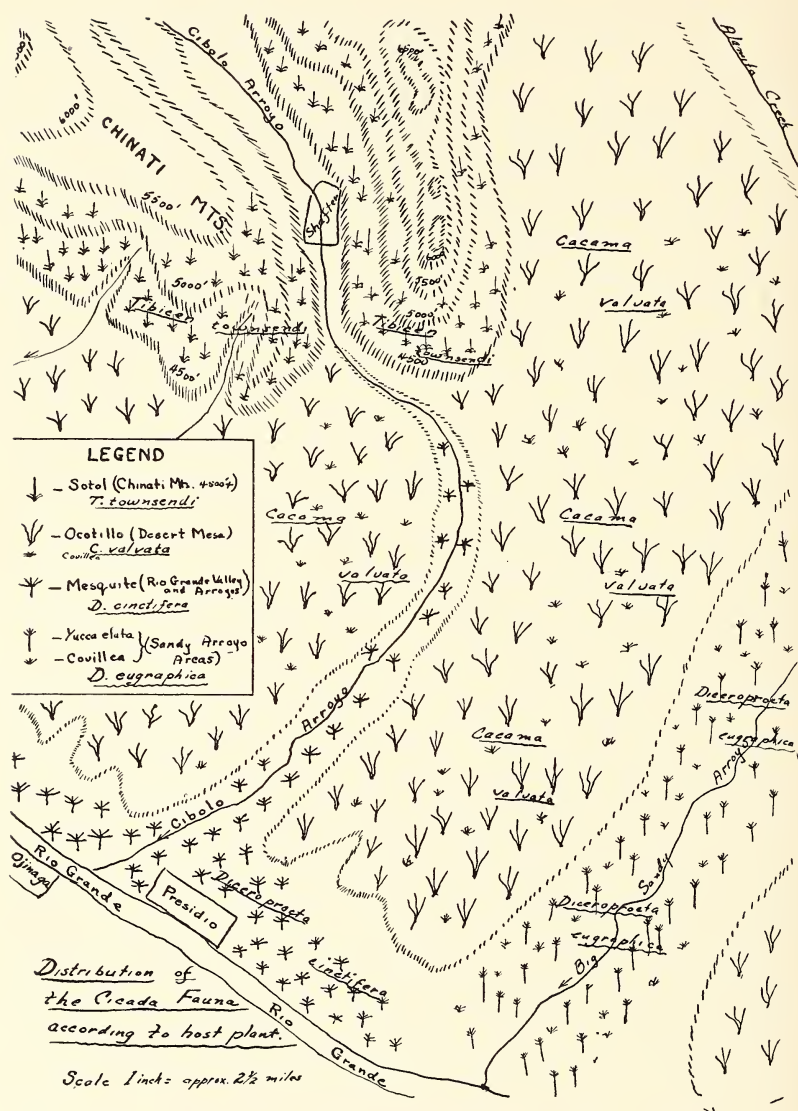 Cibolo Arroyo
Alamito Creek
6000'
CHINATI
MTS.
5500'
Shafter
5000'
Tibicen
townsendi
4500'
5500'
5000'
Tibicen
4500
townsendi
Cacama
valvata
LEGEND
– Sotol (Chinati Mts. 4500'+)
T. townsendi
– Ocotillo (Desert Mesa)
Covillea C. valvata
– Mesquite (Rio Grande Valley
and Arroyos)
D. cinctifera
– Yucca elata } (Sandy Arroyo
– Covillea Areas)
D. eugraphica
Cacama
valvata
Cacama
valvata
Cacama
valvata
Cibolo Arroyo
Diceroprocta
eugraphica
Diceroprocta
eugraphica
Big Sandy Arroyo
Rio Grande
Ojinaga
Presidio
Diceroprocta
cinctifera
Rio Grande
Distribution of
the Cicada Fauna
according to host plant.
Scale 1 inch = approx. 2½ miles